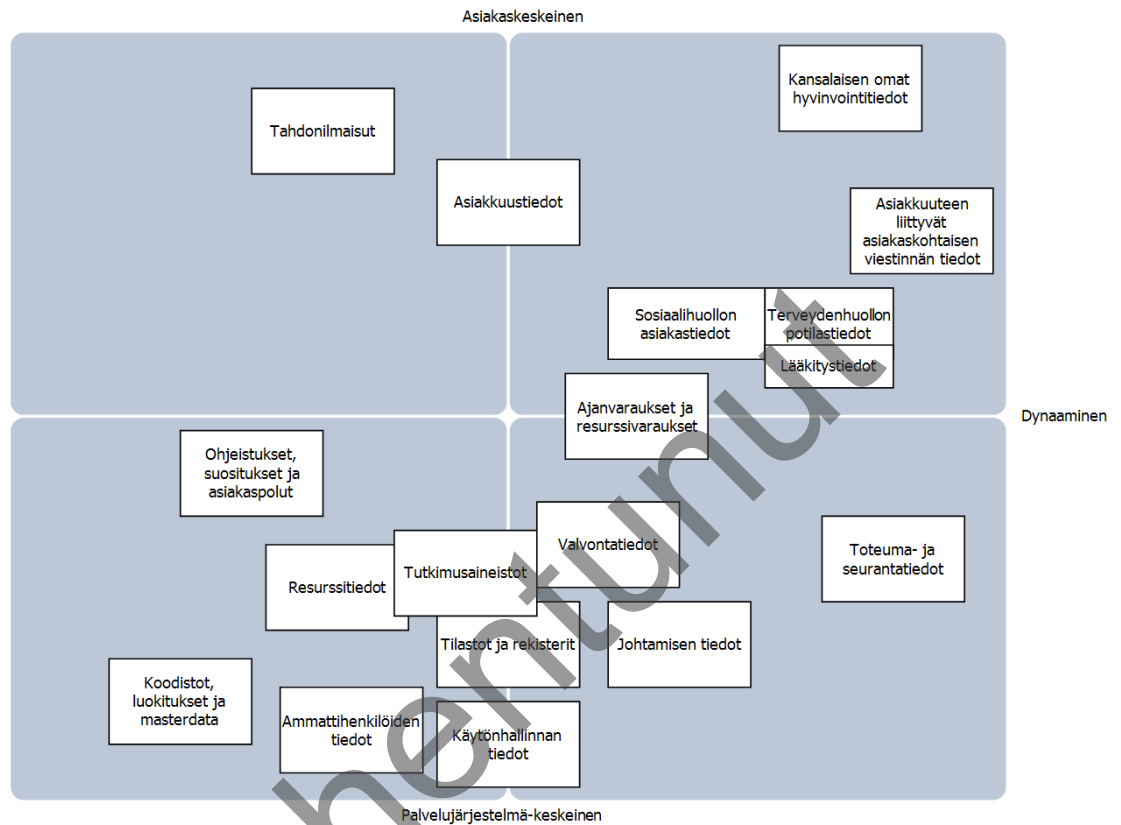 Asiakaskeskeinen
Kansalaisen omat
hyvinvointitiedot
Tahdonilmaisut
Asiakkuustiedot
Asiakkuuteen
liittyvät
asiakaskohtaisen
viestinnän tiedot
Sosiaalihuollon
asiakastiedot
Terveydenhuollon
potilastiedot
Lääkitystiedot
Ajanvaraukset ja
resurssivaraukset
Dynaaminen
Ohjeistukset,
suositukset ja
asiakaspolut
Valvontatiedot
Toteuma- ja
seurantatiedot
Tutkimusaineistot
Resurssitiedot
Tilastot ja rekisterit
Johtamisen tiedot
Koodistot,
luokitukset ja
masterdata
Ammattihenkilöiden
tiedot
Käytönhallinnan
tiedot
Palvelujärjestelmä-keskeinen
hentunut